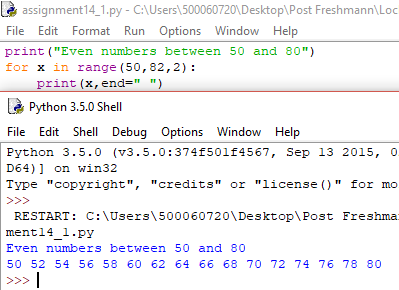 assignment14_1.py - C:\Users\500060720\Desktop\Post Freshmann\Loc
File Edit Format Run Options Window Help
print("Even numbers between 50 and 80")
for x in range(50,82,2):
    print(x,end=" ")
Python 3.5.0 Shell
File Edit Shell Debug Options Window Help
Python 3.5.0 (v3.5.0:374f501f4567, Sep 13 2015, 0
D64)] on win32
Type "copyright", "credits" or "license()" for mo
>>>
 RESTART: C:\Users\500060720\Desktop\Post Freshman
ment14_1.py
Even numbers between 50 and 80
50 52 54 56 58 60 62 64 66 68 70 72 74 76 78 80
>>>